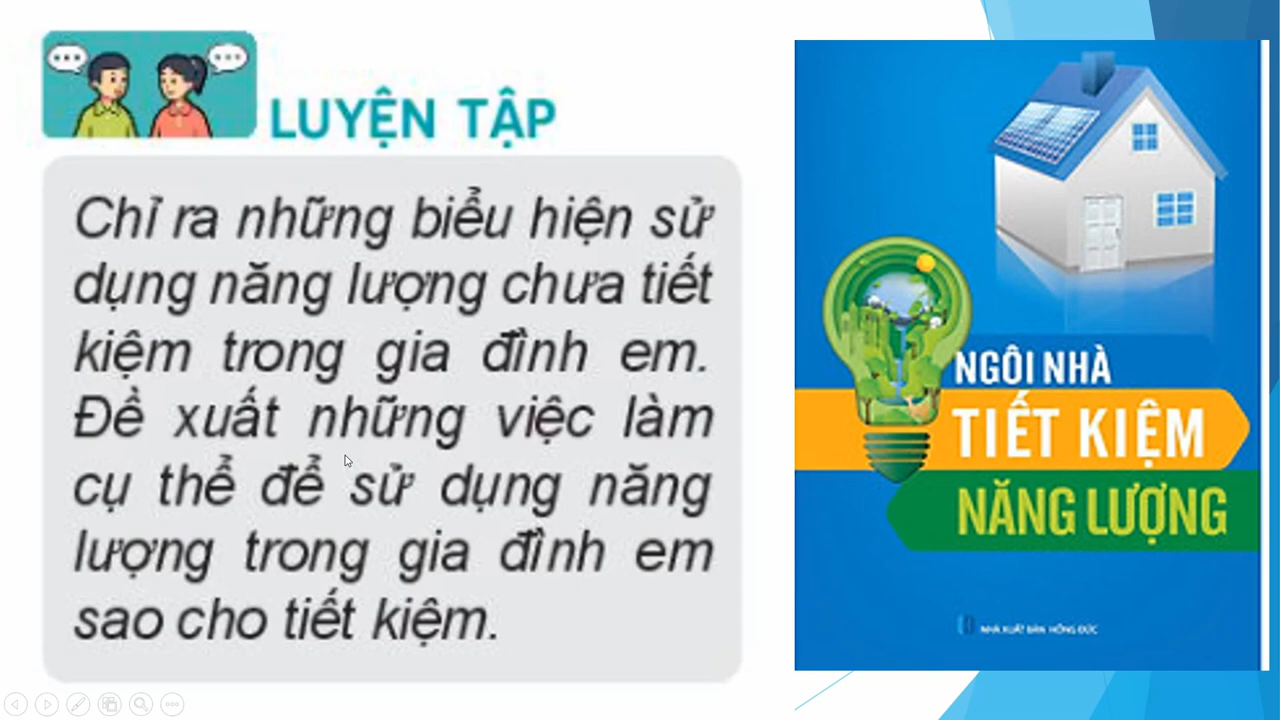 LUYỆN TẬP
Chỉ ra những biểu hiện sử
dụng năng lượng chưa tiết
kiệm trong gia đình em.
Đề xuất những việc làm
cụ thể để sử dụng năng
lượng trong gia đình em
sao cho tiết kiệm.
NGÔI NHÀ
TIẾT KIỆM
NĂNG LƯỢNG
NHÀ XUẤT BẢN HỒNG ĐỨC